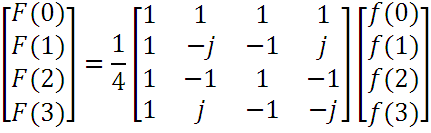 [F(0) F(1) F(2) F(3)] = 1/4 [1 1 1 1; 1 -j -1 j; 1 -1 1 -1; 1 j -1 -j] [f(0) f(1) f(2) f(3)]